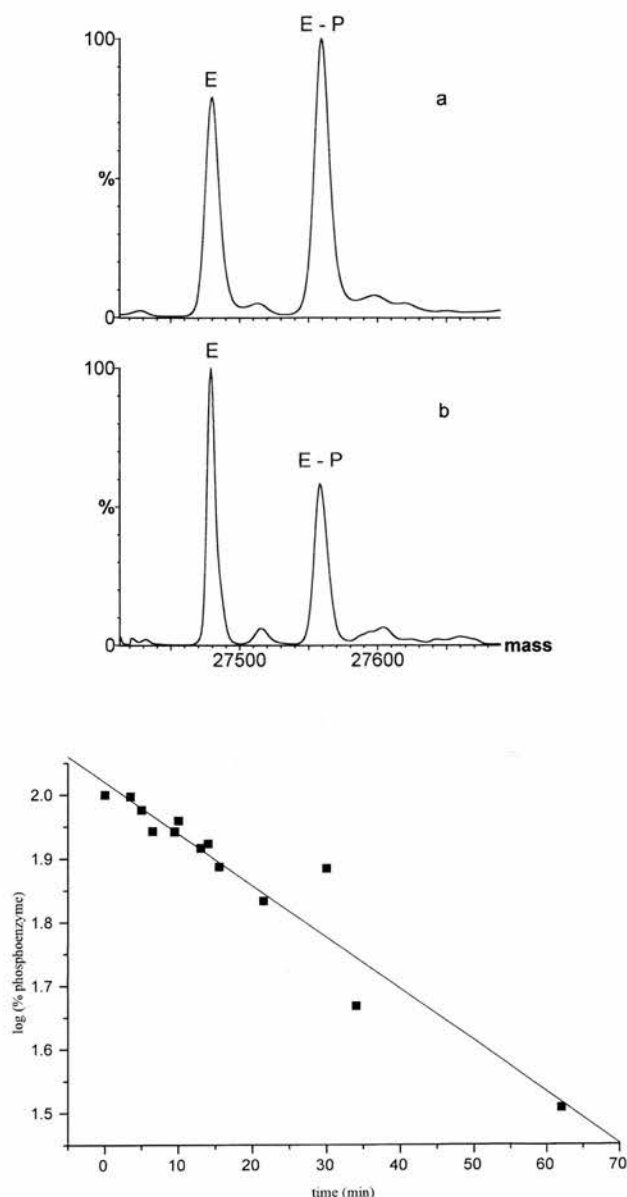 E - P
100
E
a
%
0
E
100
b
E - P
%
0
27500 27600 mass
2.0
1.9
1.8
1.7
1.6
1.5
log (% phosphoenzyme)
0 10 20 30 40 50 60 70
time (min)